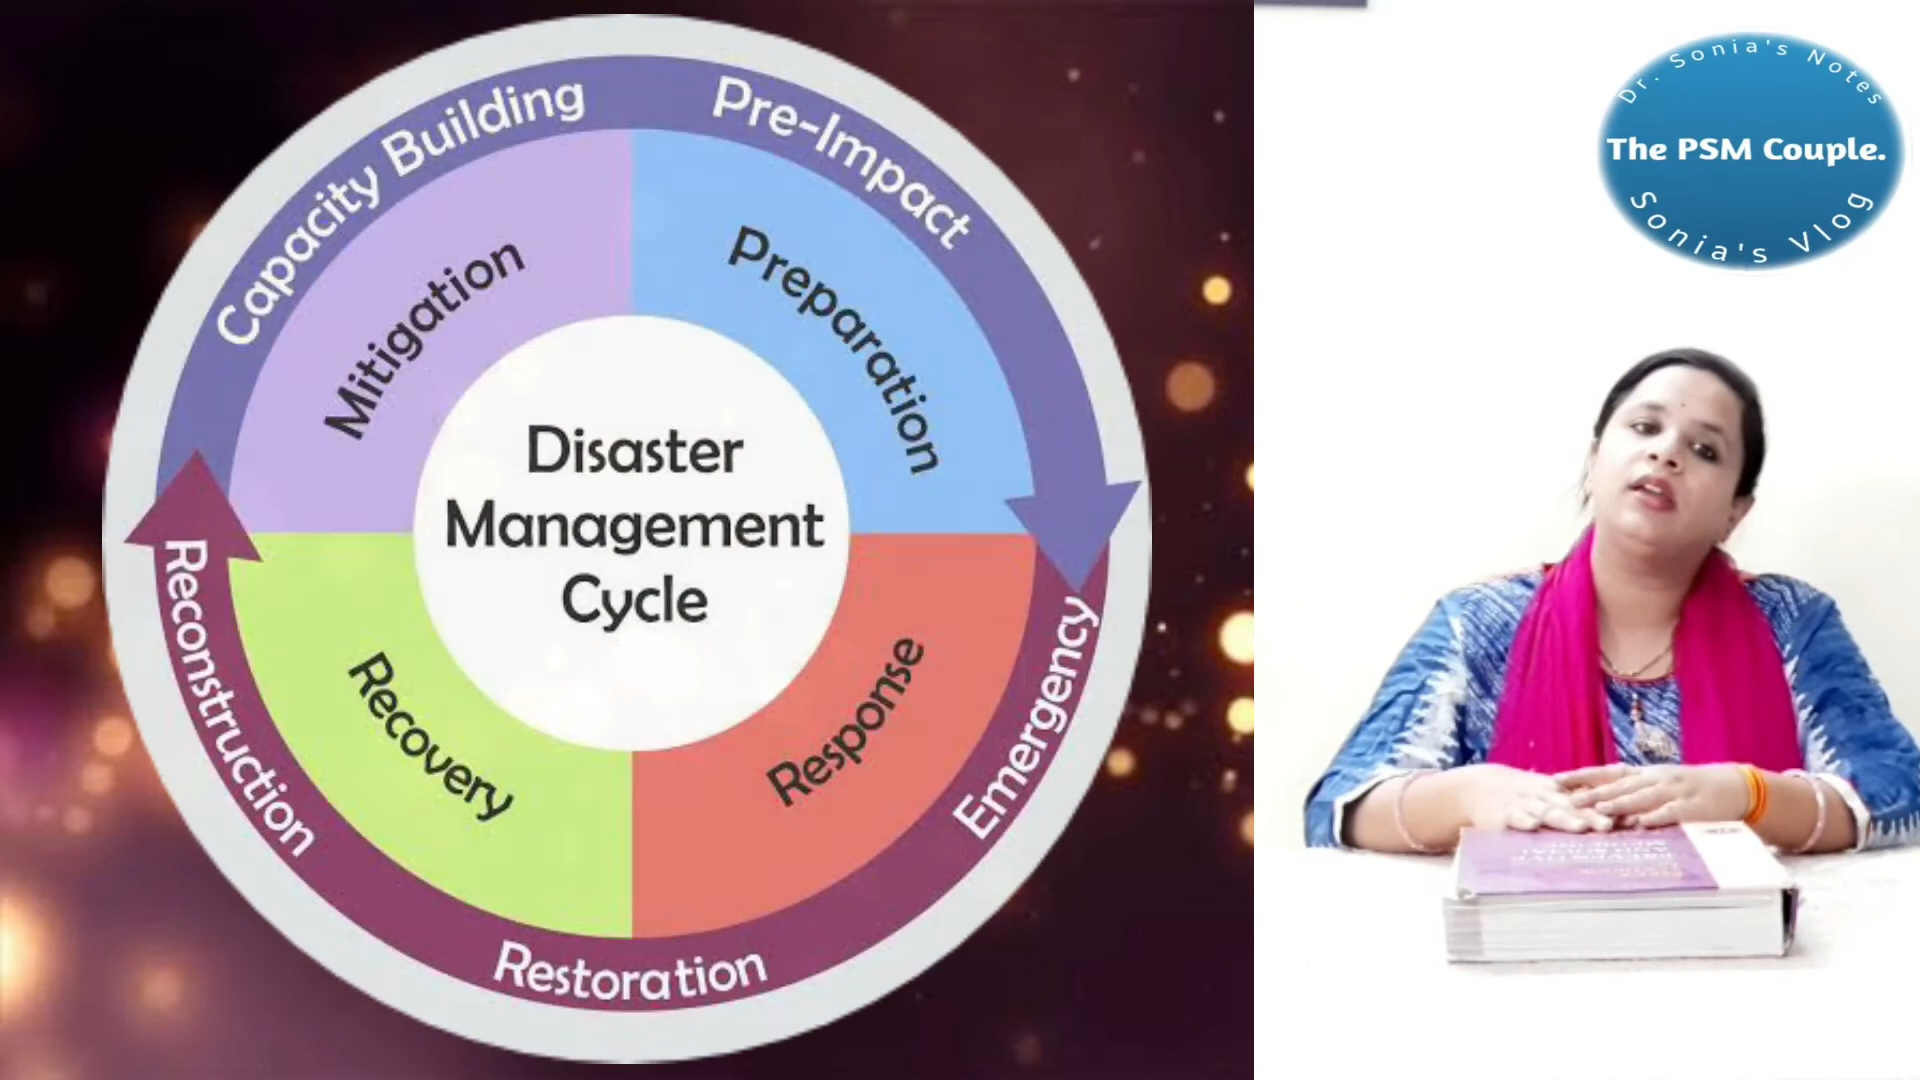 Capacity Building
Pre-Impact
Mitigation
Preparation
Disaster
Management
Cycle
Recovery
Response
Reconstruction
Emergency
Restoration
Dr. Sonia's Notes
The PSM Couple.
Sonia's Vlog